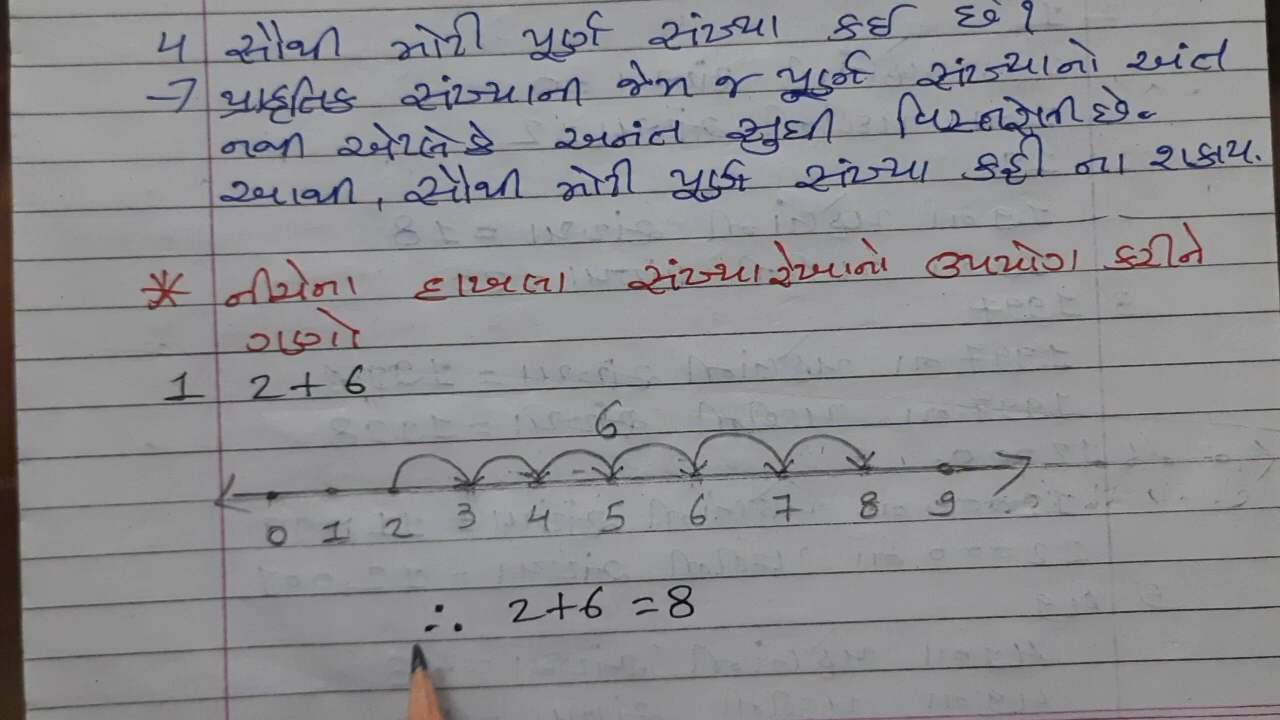 ૫ સૌથી મોટી પૂર્ણ સંખ્યા કઈ છે?
→ પ્રાકૃતિક સંખ્યાની જેમ જ પૂર્ણ સંખ્યાનો અંત
નથી એટલે કે અનંત સુધી વિસ્તરેલી છે.
આથી, સૌથી મોટી પૂર્ણ સંખ્યા કહી ના શકાય.
* નીચેના દાખલા સંખ્યારેખાનો ઉપયોગ કરીને
ગણો
1 2 + 6
6
0 1 2 3 4 5 6 7 8 9
∴ 2+6 = 8